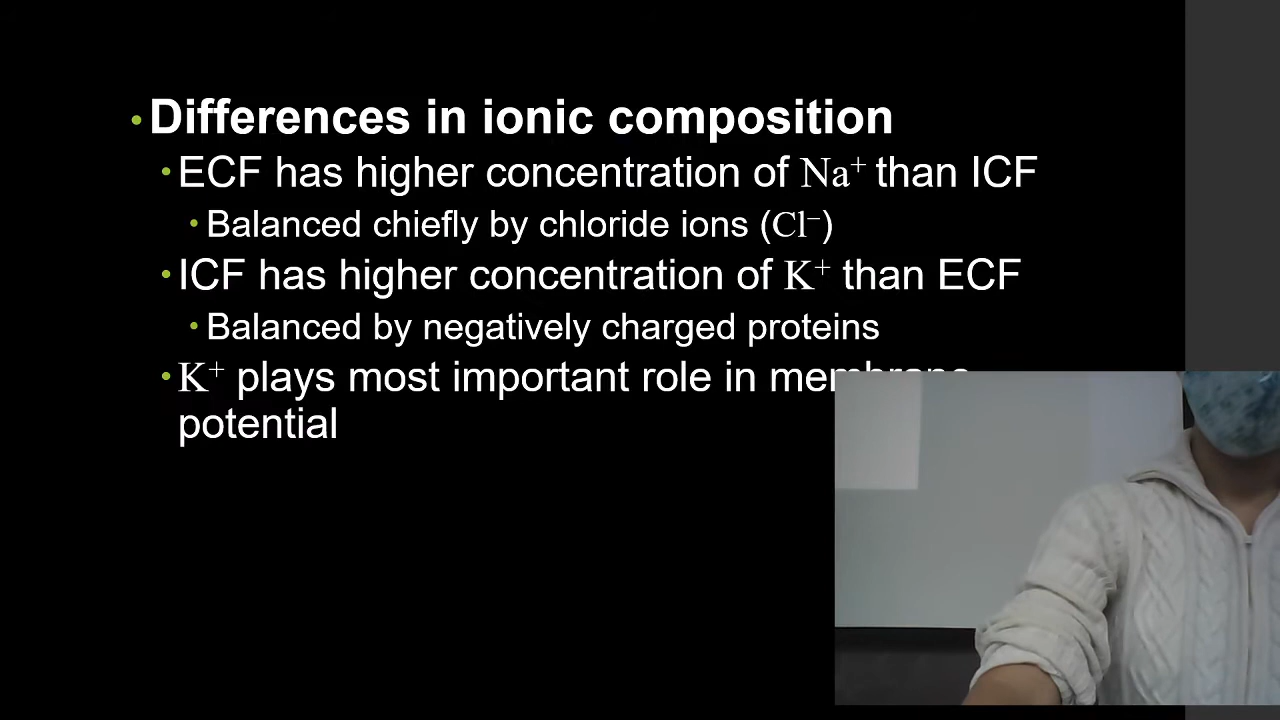 • Differences in ionic composition
• ECF has higher concentration of Na⁺ than ICF
• Balanced chiefly by chloride ions (Cl⁻)
• ICF has higher concentration of K⁺ than ECF
• Balanced by negatively charged proteins
• K⁺ plays most important role in membrane
potential